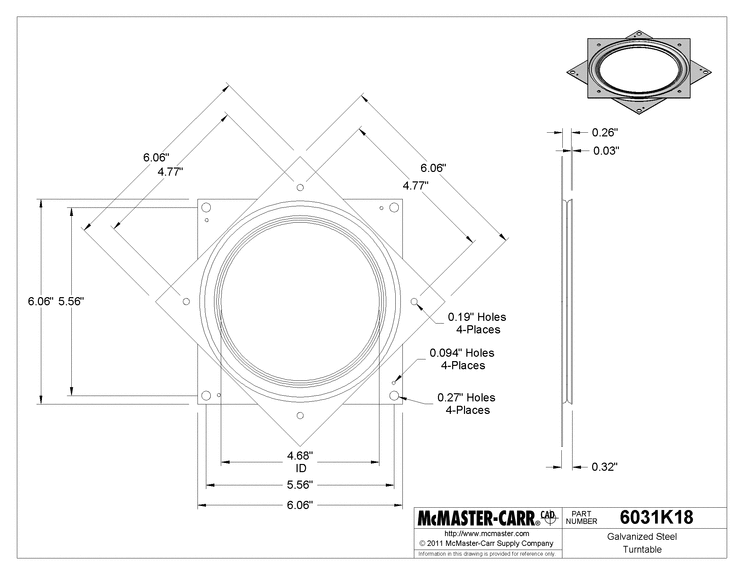 0.26"
0.03"
6.06"
4.77"
6.06"
4.77"
6.06" 5.56"
0.19" Holes
4-Places
0.094" Holes
4-Places
0.27" Holes
4-Places
4.68"
ID
5.56"
6.06"
0.32"
McMASTER-CARR® CAD
PART
NUMBER
6031K18
http://www.mcmaster.com
© 2011 McMaster-Carr Supply Company
Information in this drawing is provided for reference only.
Galvanized Steel
Turntable